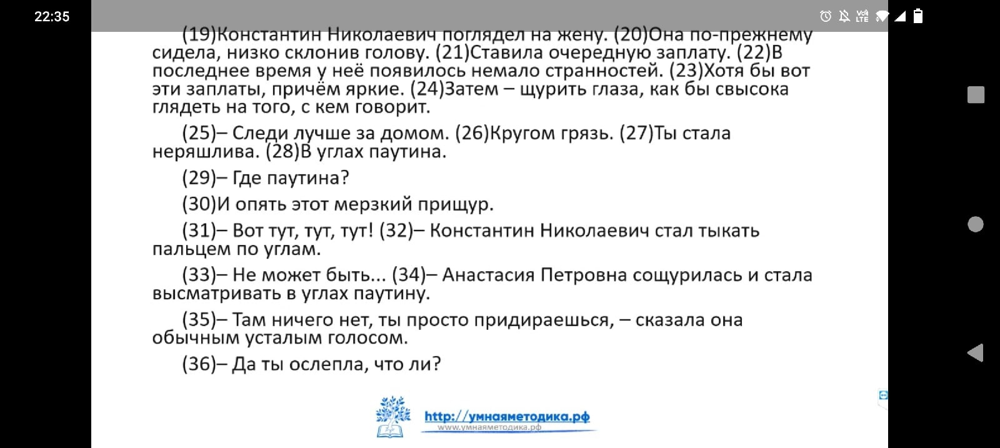 22:35
Vo)) LTE
(19)Константин Николаевич поглядел на жену. (20)Она по-прежнему
сидела, низко склонив голову. (21)Ставила очередную заплату. (22)В
последнее время у неё появилось немало странностей. (23)Хотя бы вот
эти заплаты, причём яркие. (24)Затем – щурить глаза, как бы свысока
глядеть на того, с кем говорит.
(25)– Следи лучше за домом. (26)Кругом грязь. (27)Ты стала
неряшлива. (28)В углах паутина.
(29)– Где паутина?
(30)И опять этот мерзкий прищур.
(31)– Вот тут, тут, тут! (32)– Константин Николаевич стал тыкать
пальцем по углам.
(33)– Не может быть... (34)– Анастасия Петровна сощурилась и стала
высматривать в углах паутину.
(35)– Там ничего нет, ты просто придираешься, – сказала она
обычным усталым голосом.
(36)– Да ты ослепла, что ли?
http://умнаяметодика.рф
www.умнаяметодика.рф